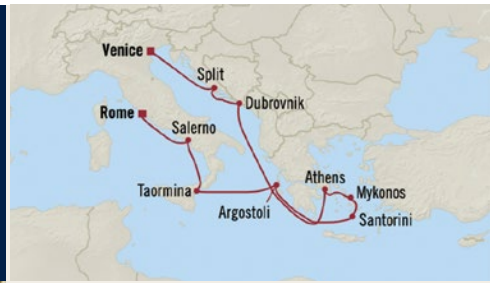 Venice
Split
Dubrovnik
Rome
Salerno
Athens
Taormina
Mykonos
Argostoli
Santorini